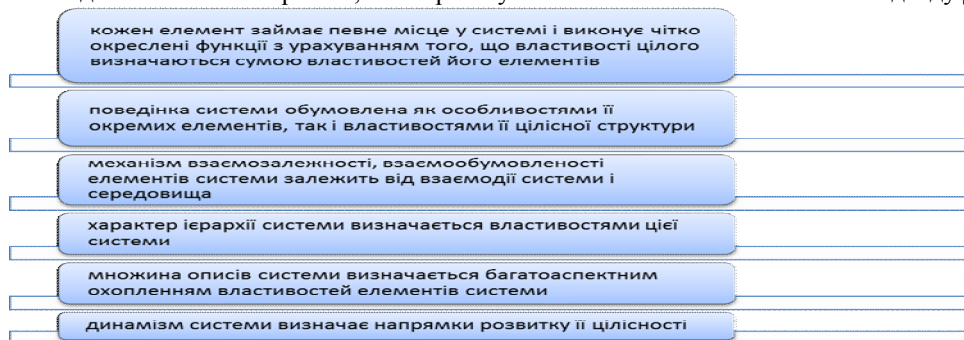 кожен елемент займає певне місце у системі і виконує чітко
окреслені функції з урахуванням того, що властивості цілого
визначаються сумою властивостей його елементів
поведінка системи обумовлена як особливостями її
окремих елементів, так і властивостями її цілісної структури
механізм взаємозалежності, взаємообумовленості
елементів системи залежить від взаємодії системи і
середовища
характер ієрархії системи визначається властивостями цієї
системи
множина описів системи визначається багатоаспектним
охопленням властивостей елементів системи
динамізм системи визначає напрямки розвитку її цілісності